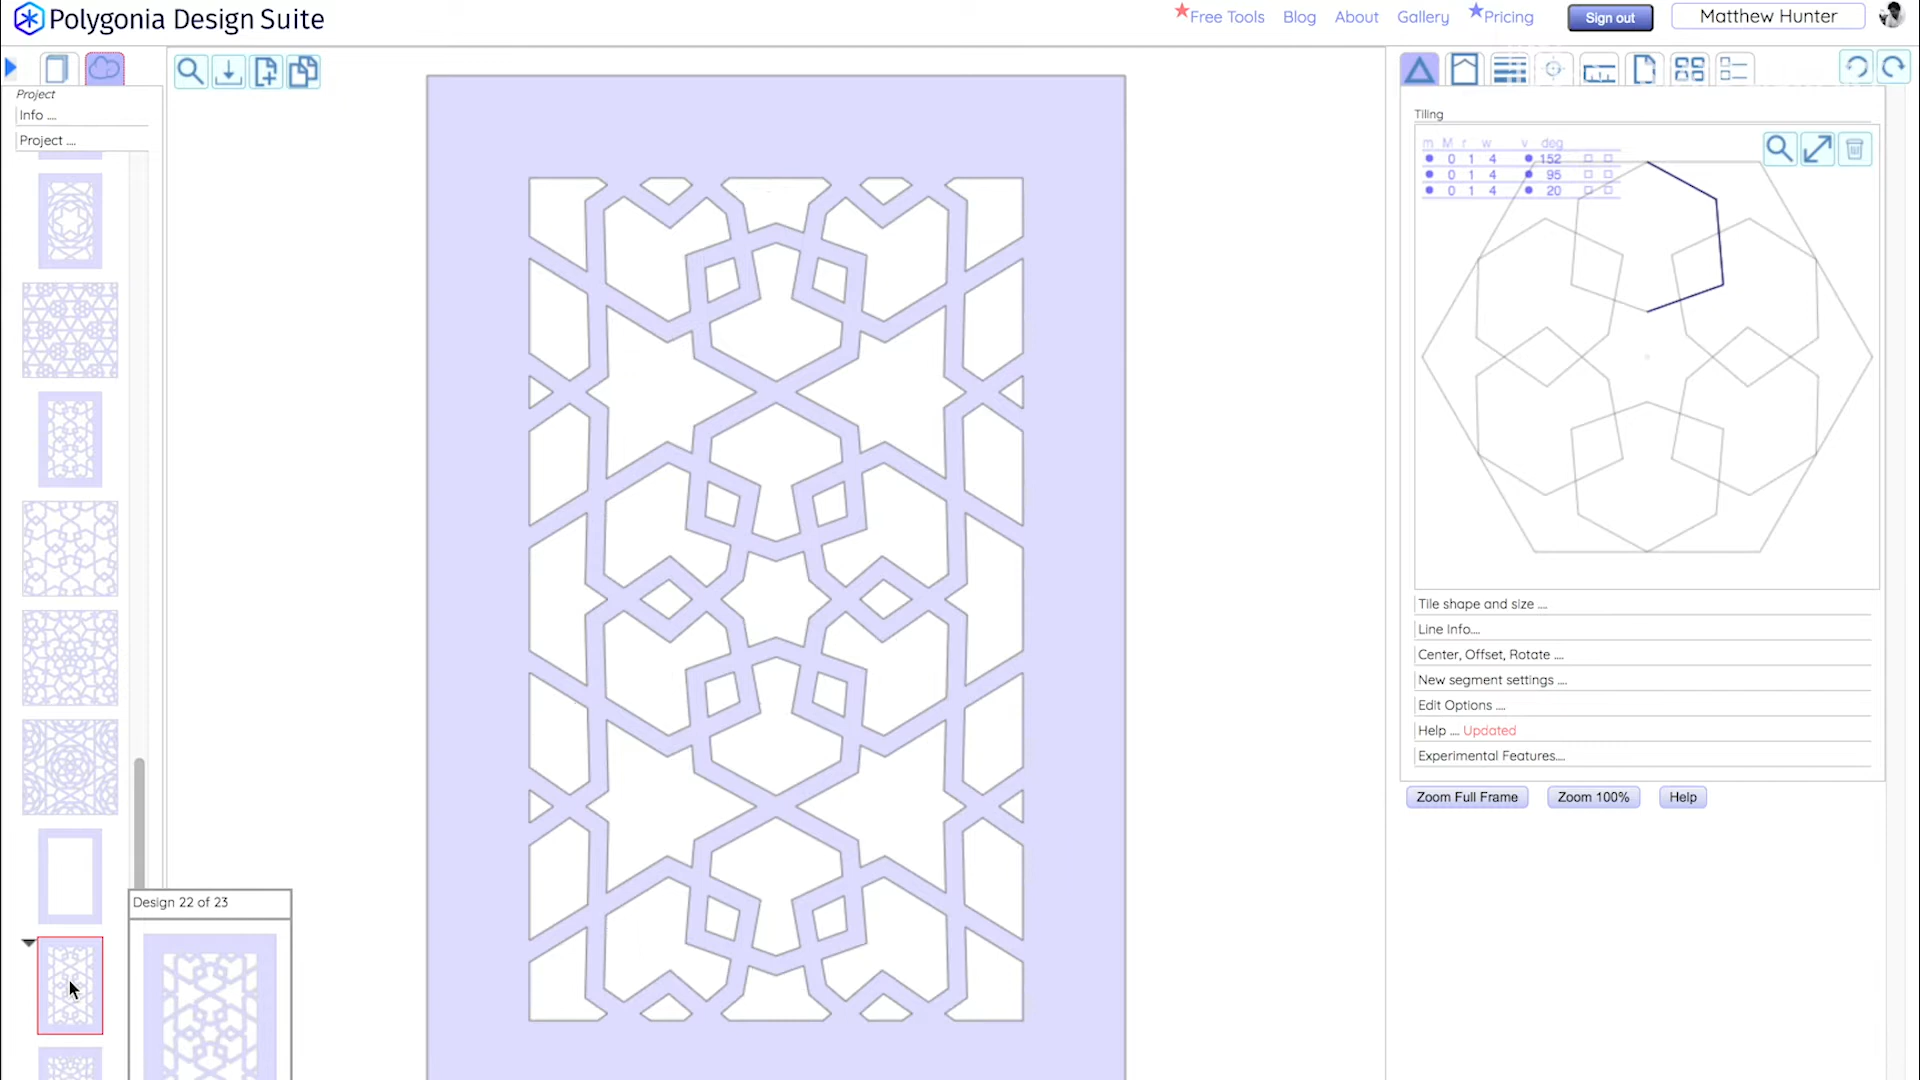 Polygonia Design Suite
Free Tools
Blog
About
Gallery
Pricing
Sign out
Matthew Hunter
Project
Info ....
Project ....
Design 22 of 23
Tiling
m M r w v deg
0 1 4 152
0 1 4 95
0 1 4 20
Tile shape and size ....
Line Info....
Center, Offset, Rotate ....
New segment settings ....
Edit Options ....
Help .... Updated
Experimental Features....
Zoom Full Frame
Zoom 100%
Help